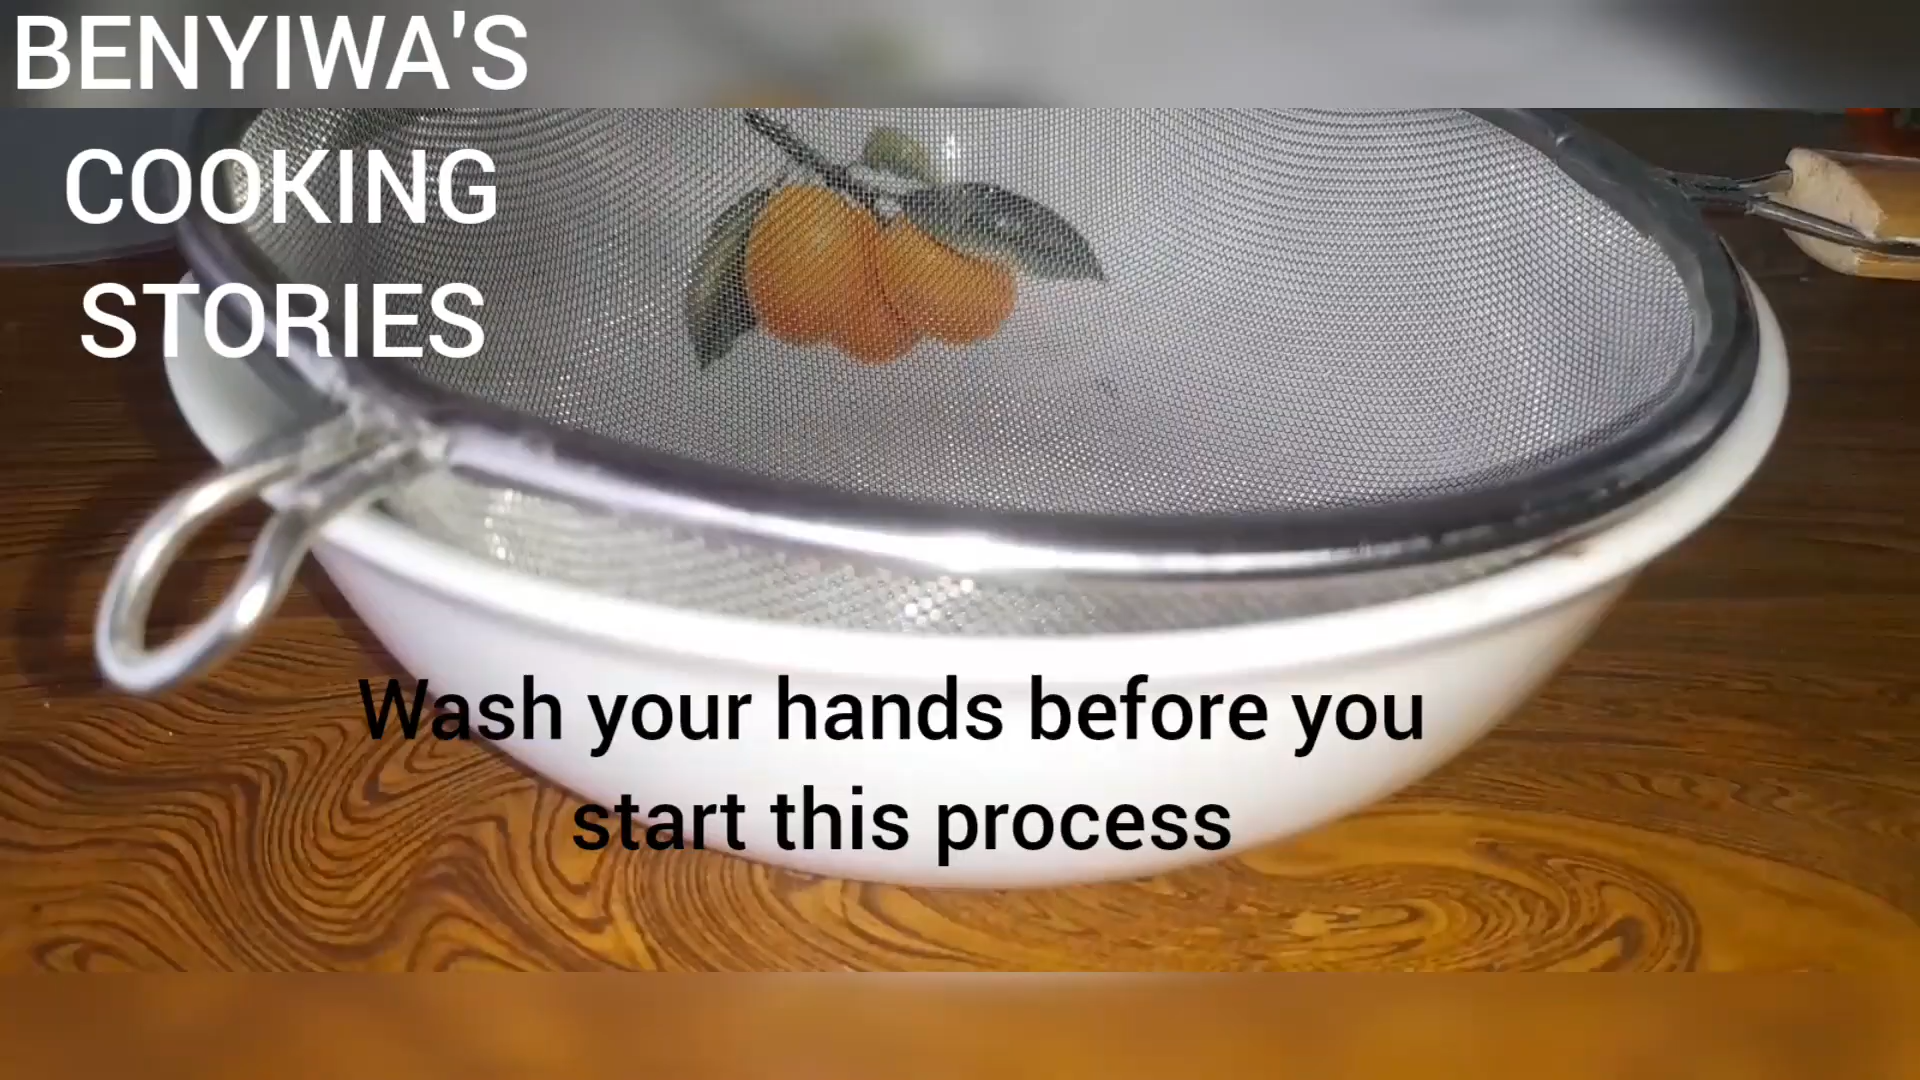 BENYIWA'S
COOKING
STORIES
Wash your hands before you
start this process